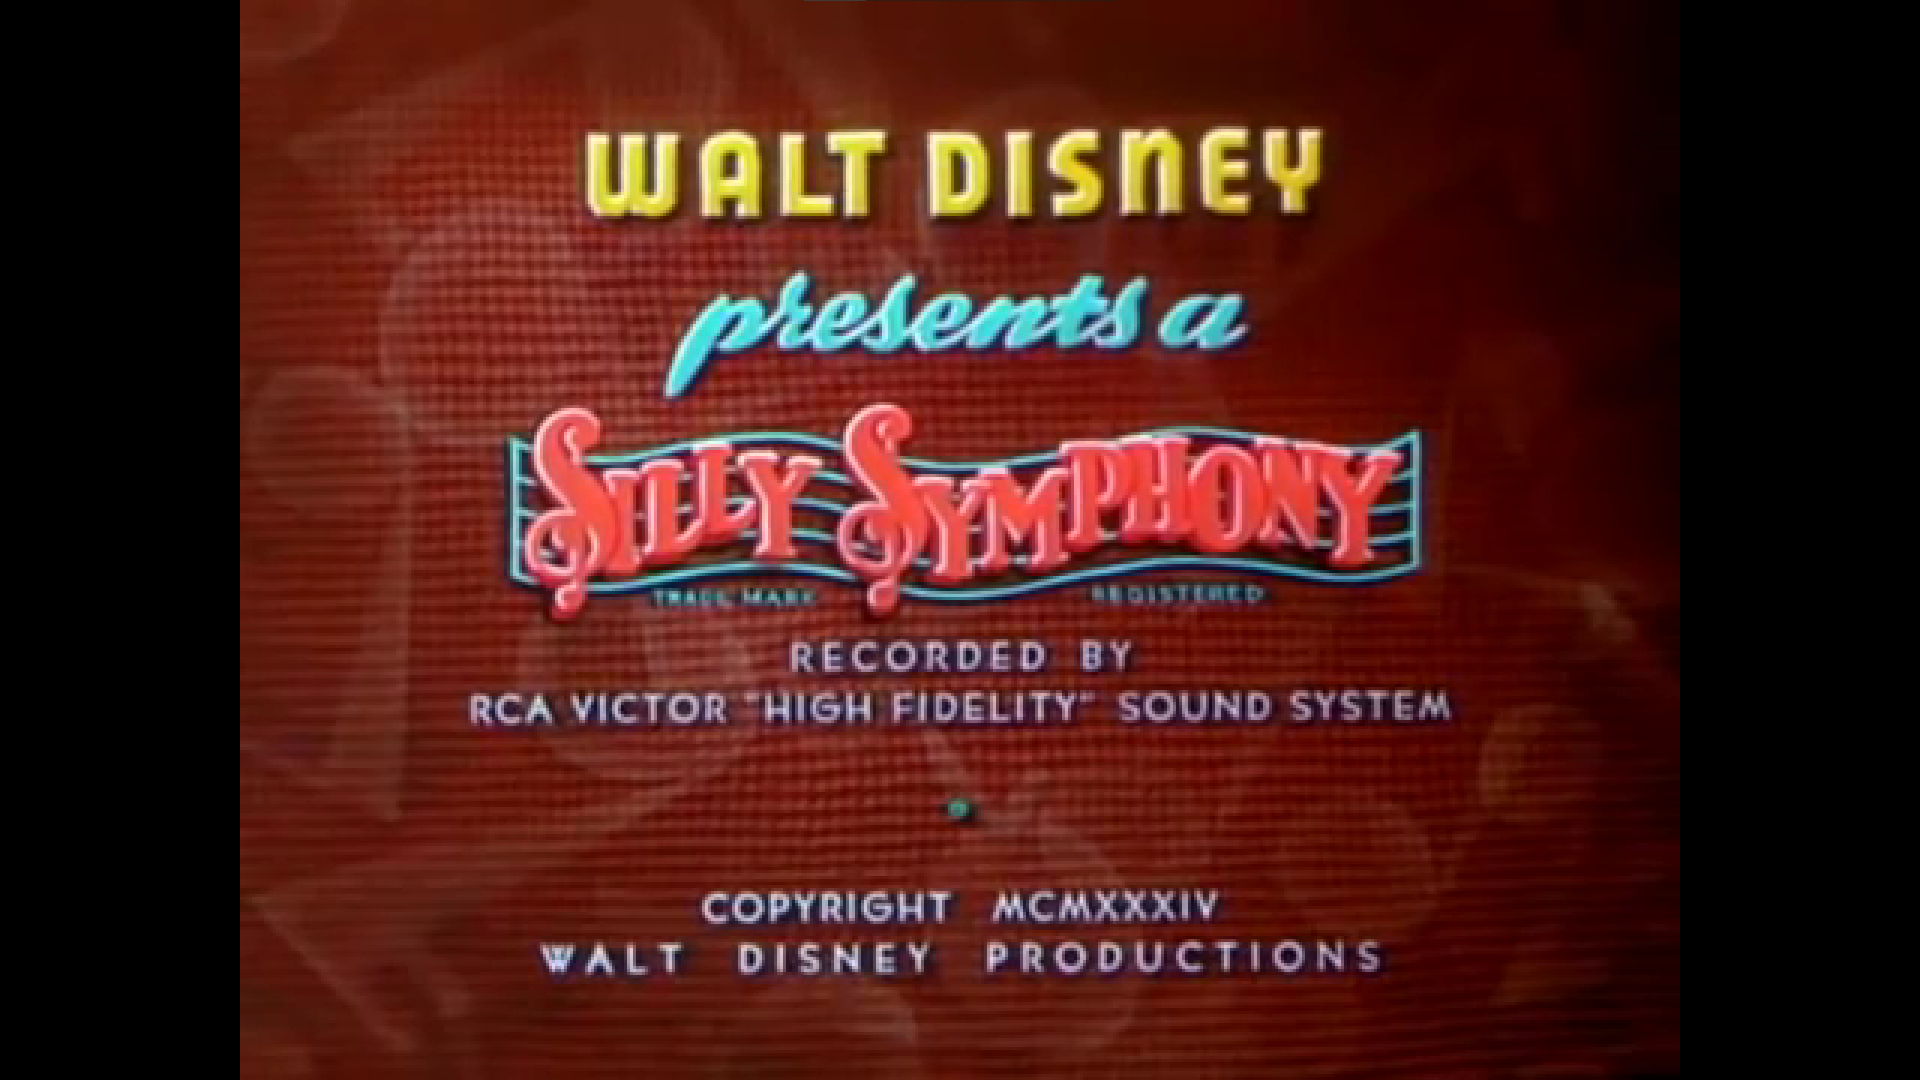 WALT DISNEY
presents a
SILLY SYMPHONY
TRADE MARK REGISTERED
RECORDED BY
RCA VICTOR "HIGH FIDELITY" SOUND SYSTEM
COPYRIGHT MCMXXXIV
WALT DISNEY PRODUCTIONS